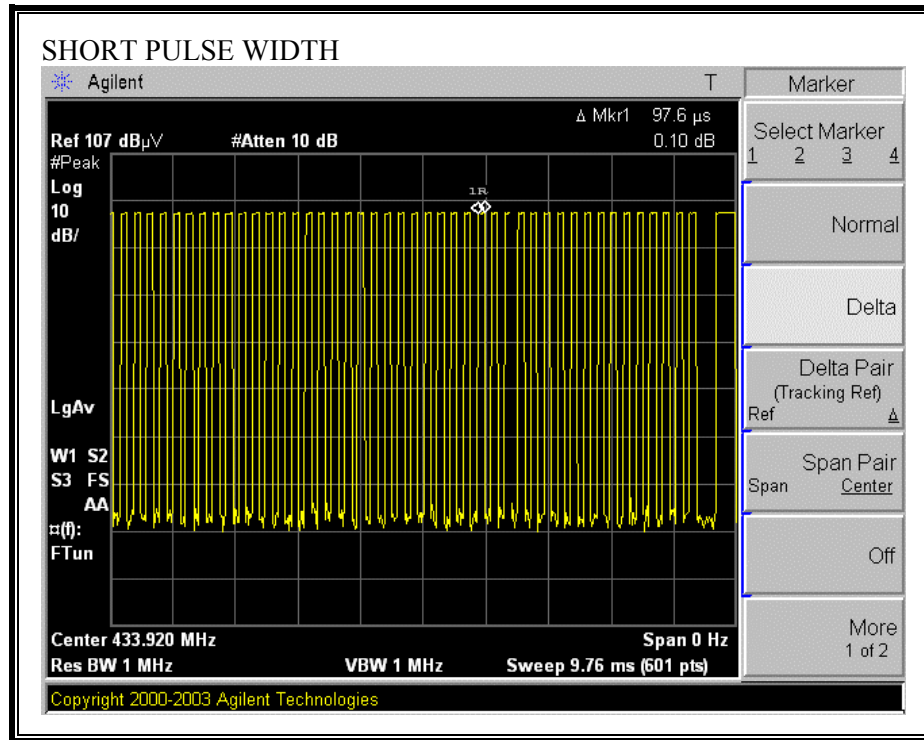 SHORT PULSE WIDTH
Agilent T
Δ Mkr1 97.6 µs
Ref 107 dBµV #Atten 10 dB 0.10 dB
#Peak
Log
10
dB/
1R
LgAv
W1 S2
S3 FS
AA
¤(f):
FTun
Center 433.920 MHz Span 0 Hz
Res BW 1 MHz VBW 1 MHz Sweep 9.76 ms (601 pts)
Copyright 2000-2003 Agilent Technologies
Marker
Select Marker
1 2 3 4
Normal
Delta
Delta Pair
(Tracking Ref)
Ref Δ
Span Pair
Span Center
Off
More
1 of 2